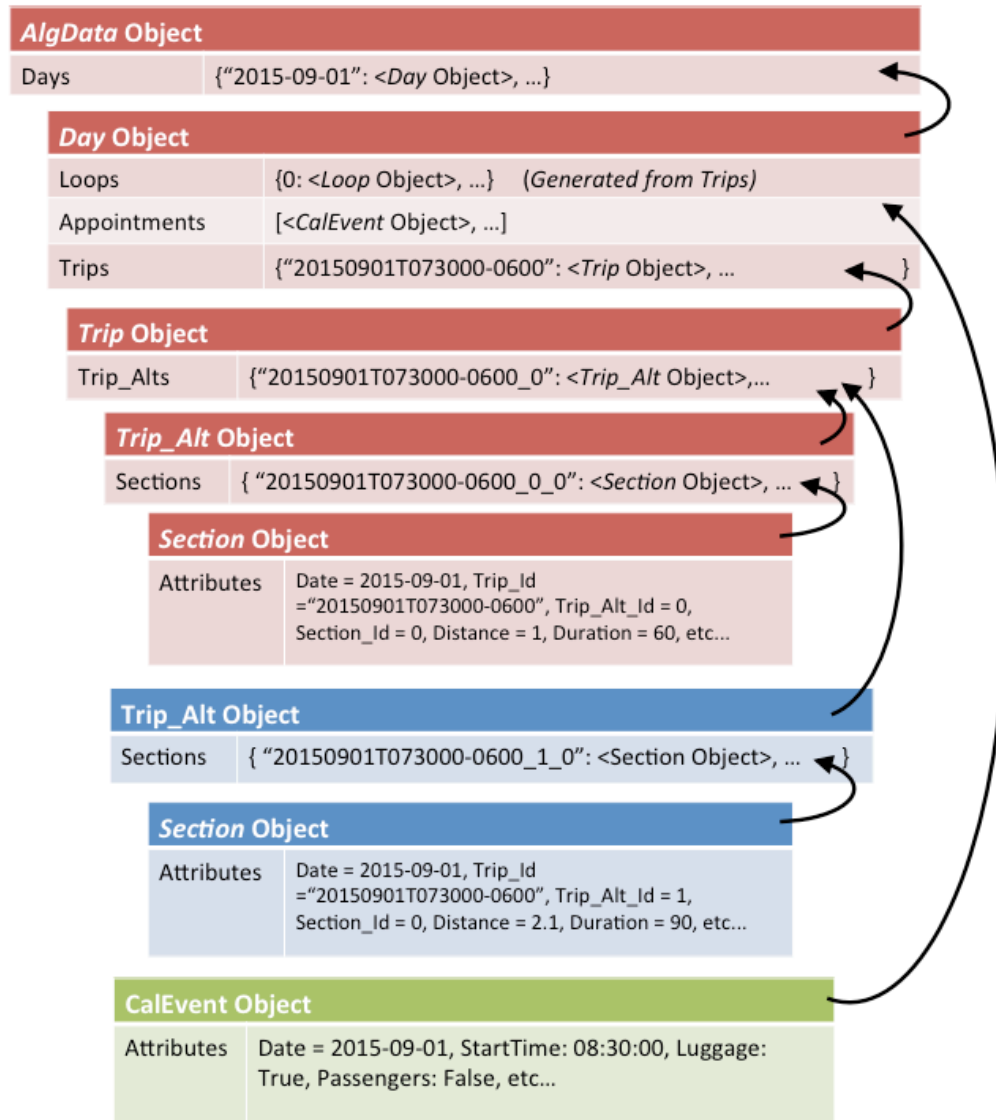 AlgData Object
Days {“2015-09-01”: <Day Object>, …}
Day Object
Loops {0: <Loop Object>, …} (Generated from Trips)
Appointments [<CalEvent Object>, …]
Trips {“20150901T073000-0600”: <Trip Object>, … }
Trip Object
Trip_Alts {“20150901T073000-0600_0”: <Trip_Alt Object>,… }
Trip_Alt Object
Sections { “20150901T073000-0600_0_0”: <Section Object>, … }
Section Object
Attributes Date = 2015-09-01, Trip_Id
=“20150901T073000-0600”, Trip_Alt_Id = 0,
Section_Id = 0, Distance = 1, Duration = 60, etc…
Trip_Alt Object
Sections { “20150901T073000-0600_1_0”: <Section Object>, … }
Section Object
Attributes Date = 2015-09-01, Trip_Id
=“20150901T073000-0600”, Trip_Alt_Id = 1,
Section_Id = 0, Distance = 2.1, Duration = 90, etc…
CalEvent Object
Attributes Date = 2015-09-01, StartTime: 08:30:00, Luggage:
True, Passengers: False, etc…